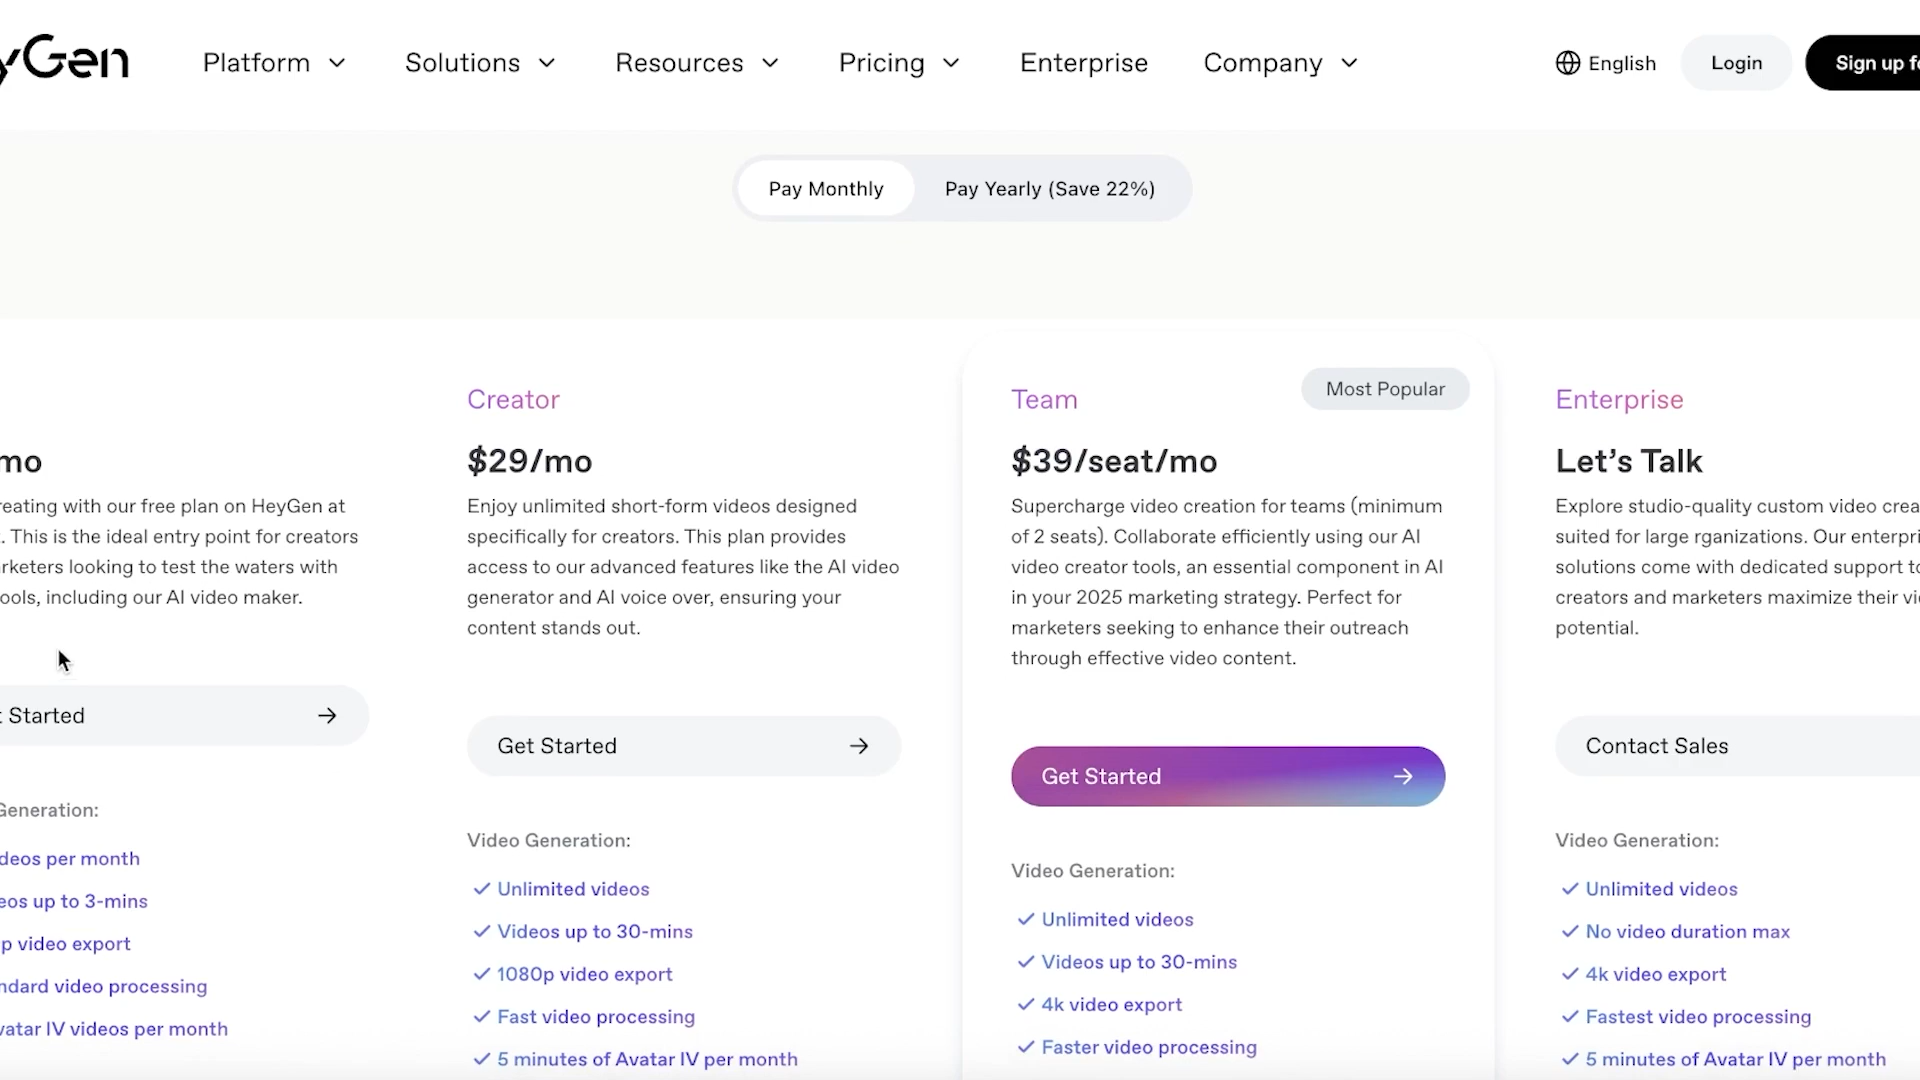 yGen
Platform
Solutions
Resources
Pricing
Enterprise
Company
English
Login
Sign up fo
Pay Monthly
Pay Yearly (Save 22%)
mo
reating with our free plan on HeyGen at
. This is the ideal entry point for creators
rketers looking to test the waters with
ools, including our AI video maker.
t Started
Generation:
deos per month
eos up to 3-mins
p video export
ndard video processing
vatar IV videos per month
Creator
$29/mo
Enjoy unlimited short-form videos designed
specifically for creators. This plan provides
access to our advanced features like the AI video
generator and AI voice over, ensuring your
content stands out.
Get Started
Video Generation:
Unlimited videos
Videos up to 30-mins
1080p video export
Fast video processing
5 minutes of Avatar IV per month
Team
Most Popular
$39/seat/mo
Supercharge video creation for teams (minimum
of 2 seats). Collaborate efficiently using our AI
video creator tools, an essential component in AI
in your 2025 marketing strategy. Perfect for
marketers seeking to enhance their outreach
through effective video content.
Get Started
Video Generation:
Unlimited videos
Videos up to 30-mins
4k video export
Faster video processing
Enterprise
Let's Talk
Explore studio-quality custom video crea
suited for large rganizations. Our enterpri
solutions come with dedicated support to
creators and marketers maximize their vi
potential.
Contact Sales
Video Generation:
Unlimited videos
No video duration max
4k video export
Fastest video processing
5 minutes of Avatar IV per month